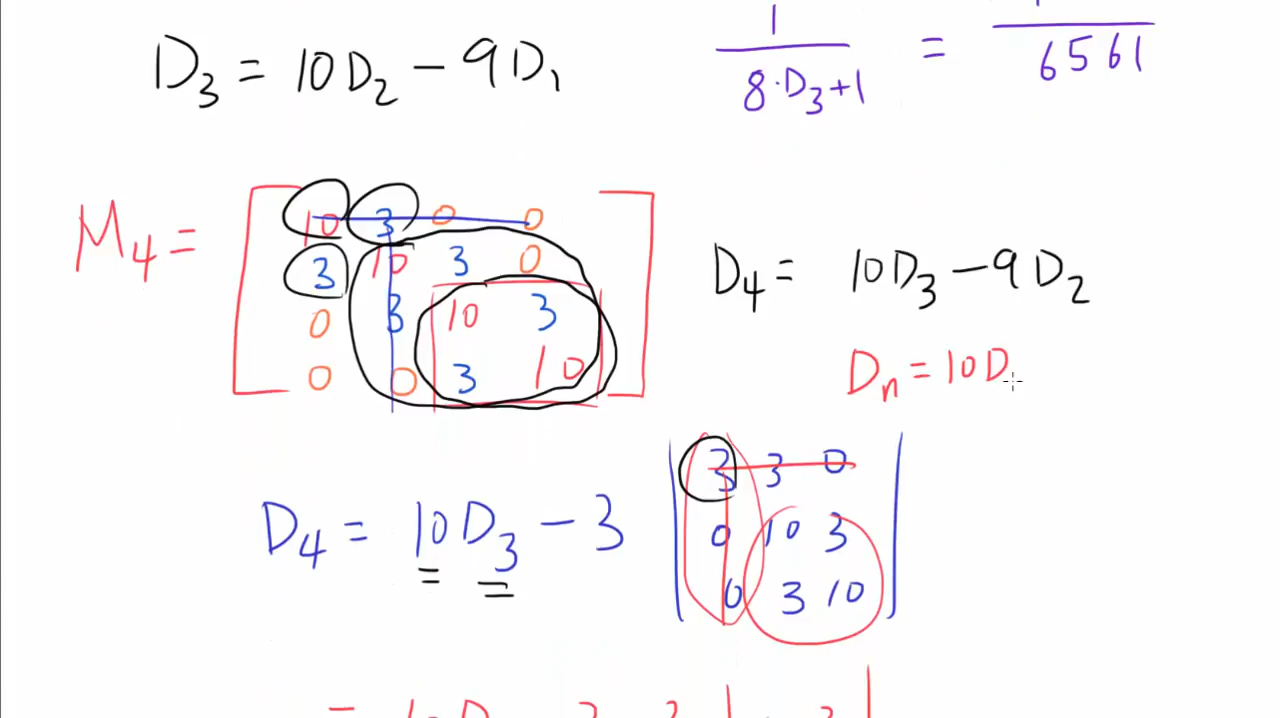 D₃ = 10D₂ − 9D₁
1 / (8·D₃+1) = / 6561
M₄ = [
10 3 0 0
3 10 3 0
0 3 10 3
0 0 3 10
]
D₄ = 10D₃ − 9D₂
Dₙ = 10D
D₄ = 10D₃ − 3 |
3 3 0
0 10 3
0 3 10
|